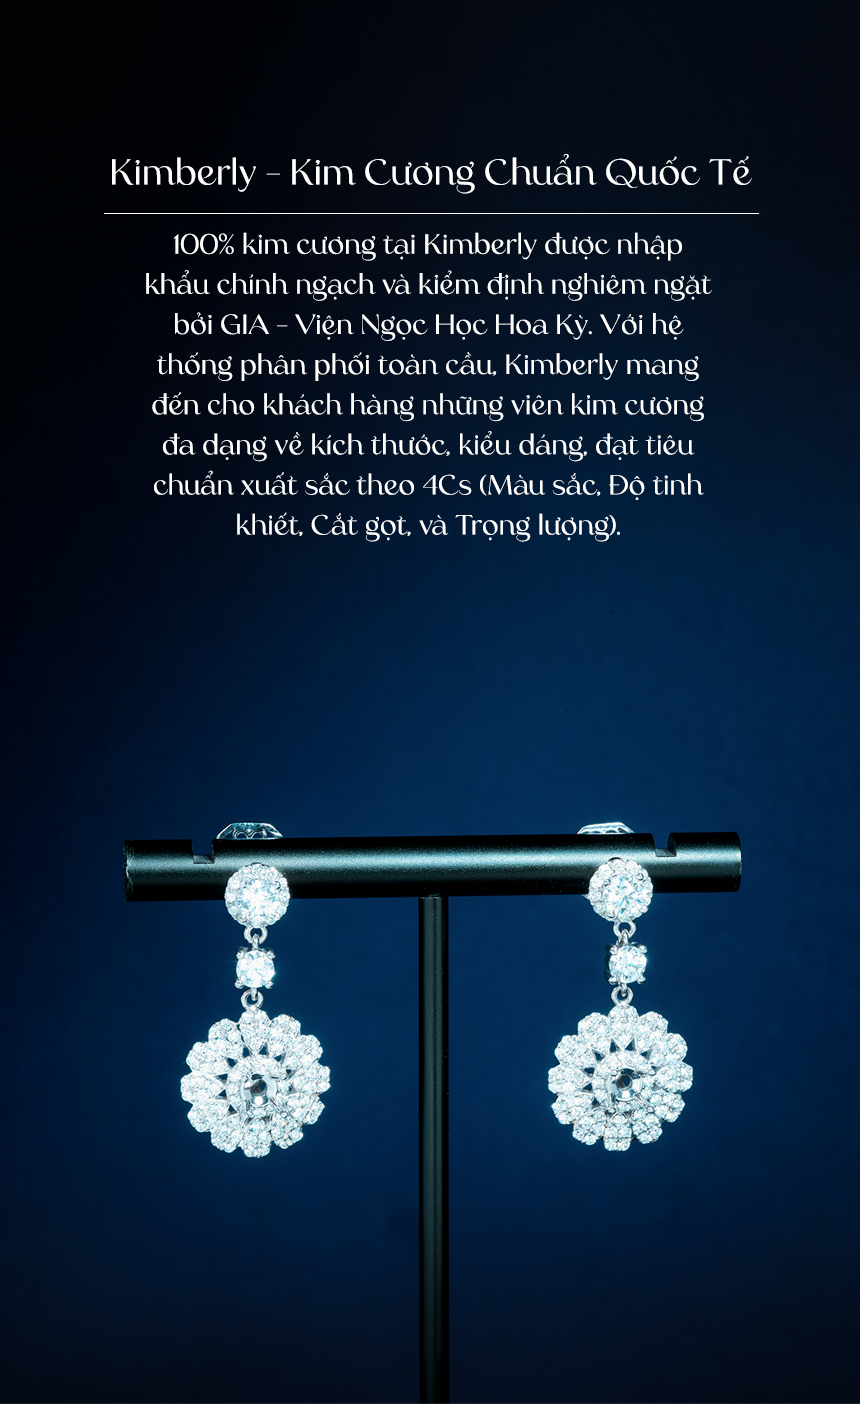 Kimberly – Kim Cương Chuẩn Quốc Tế
100% kim cương tại Kimberly được nhập
khẩu chính ngạch và kiểm định nghiêm ngặt
bởi GIA – Viện Ngọc Học Hoa Kỳ. Với hệ
thống phân phối toàn cầu, Kimberly mang
đến cho khách hàng những viên kim cương
đa dạng về kích thước, kiểu dáng, đạt tiêu
chuẩn xuất sắc theo 4Cs (Màu sắc, Độ tinh
khiết, Cắt gọt, và Trọng lượng).